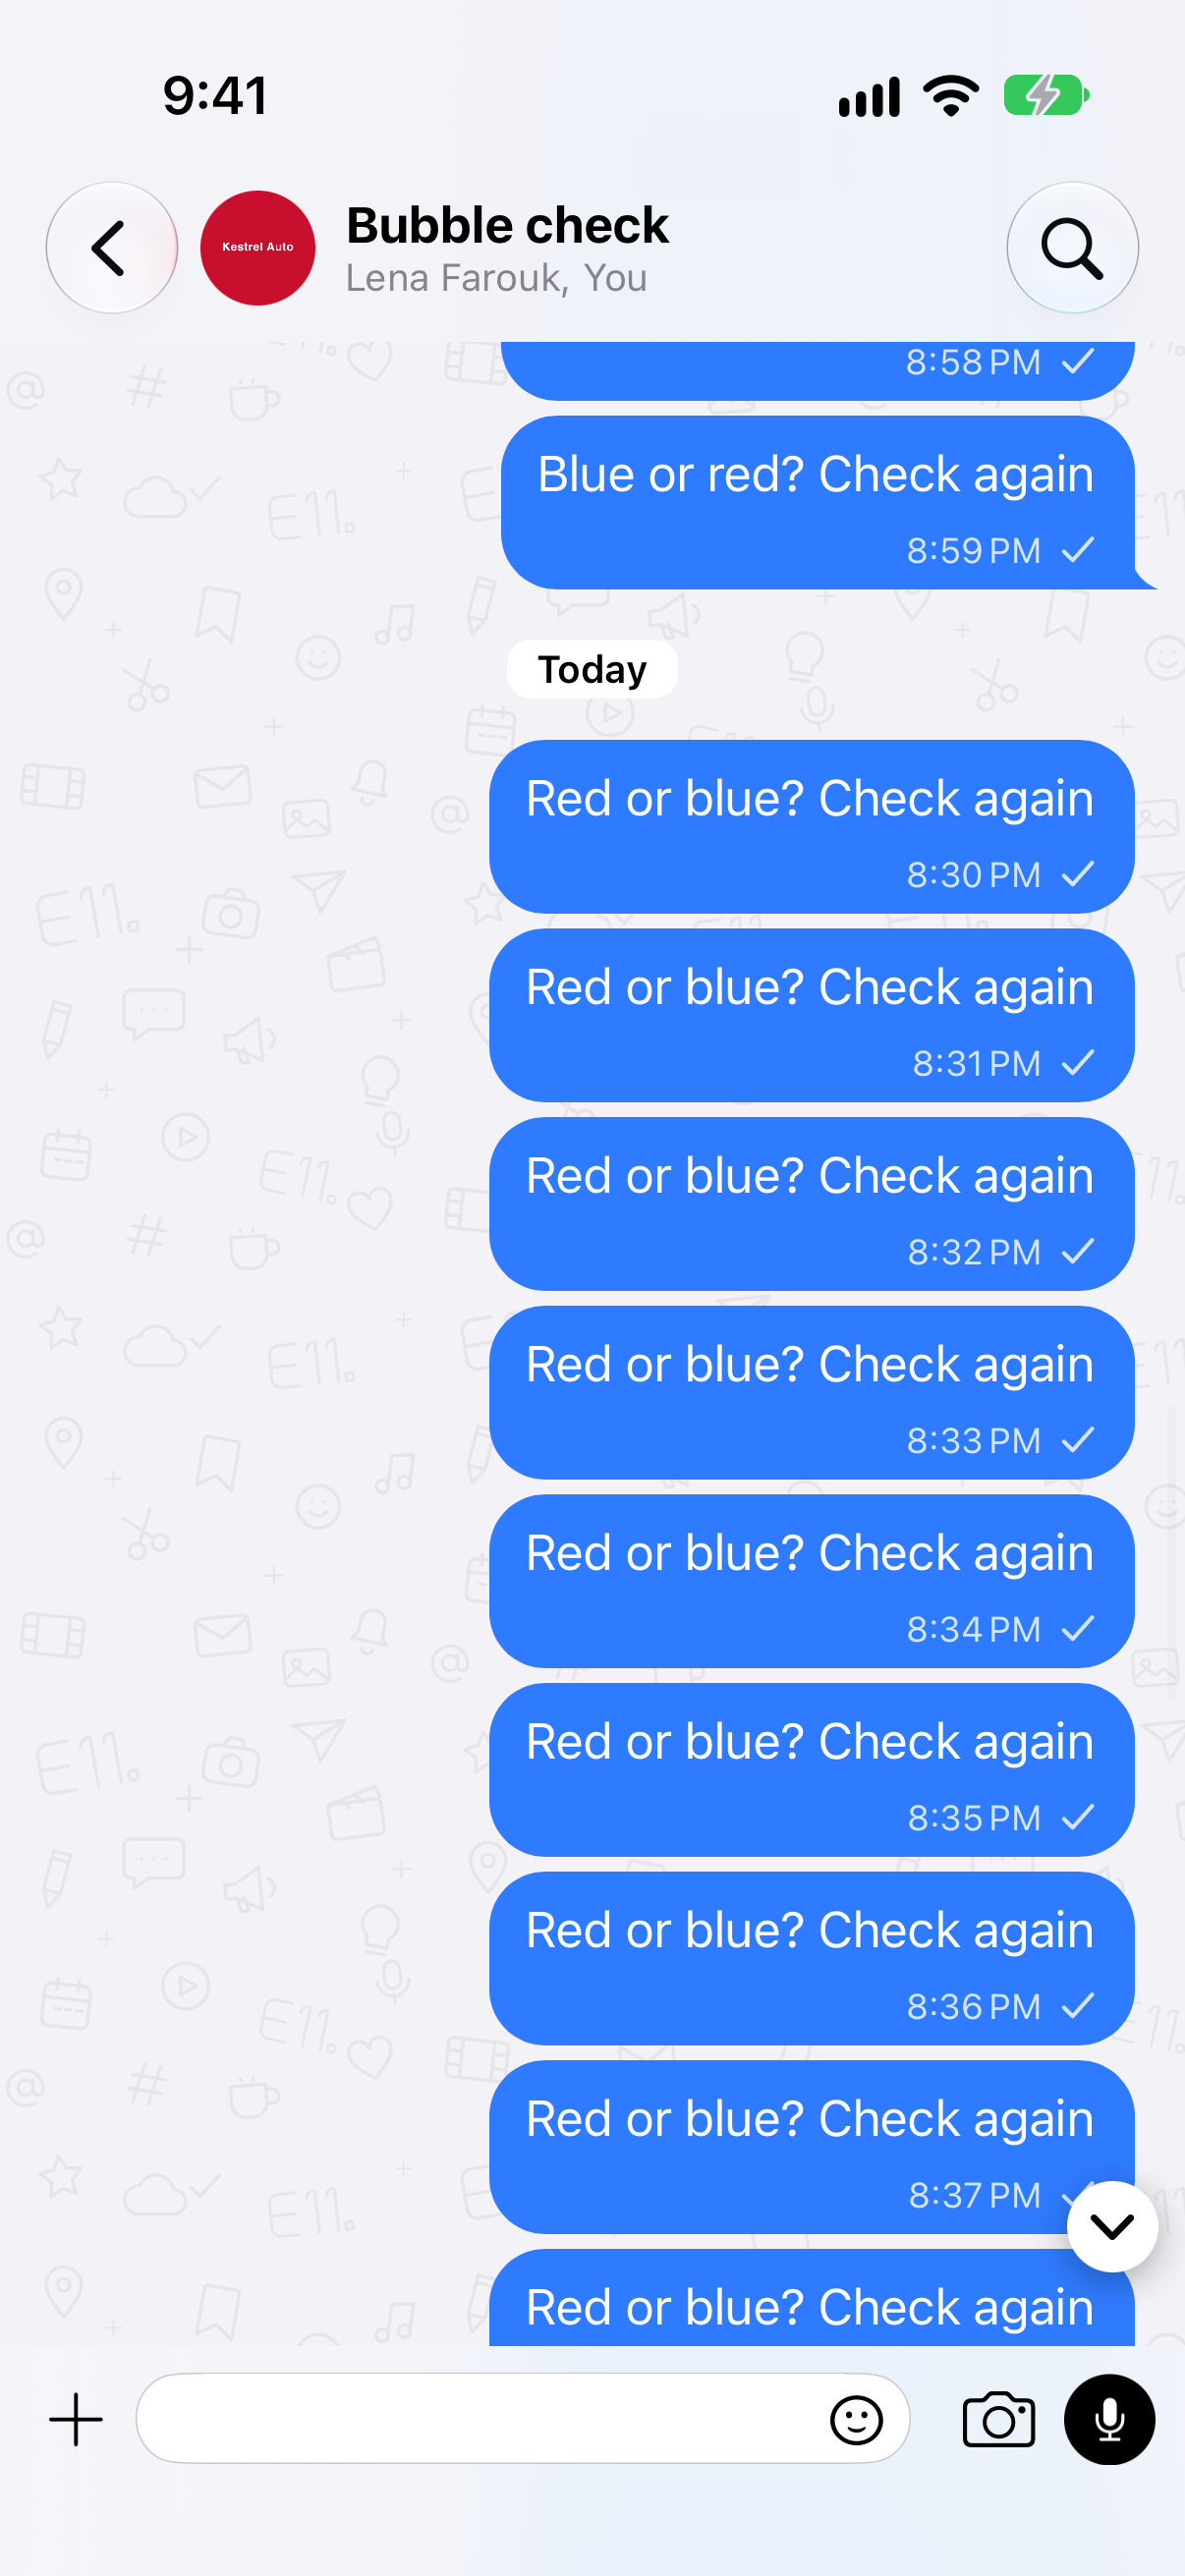 9:41
Kestrel Auto
Bubble check
Lena Farouk, You
8:58 PM
Blue or red? Check again
8:59 PM
Today
Red or blue? Check again
8:30 PM
Red or blue? Check again
8:31 PM
Red or blue? Check again
8:32 PM
Red or blue? Check again
8:33 PM
Red or blue? Check again
8:34 PM
Red or blue? Check again
8:35 PM
Red or blue? Check again
8:36 PM
Red or blue? Check again
8:37 PM
Red or blue? Check again